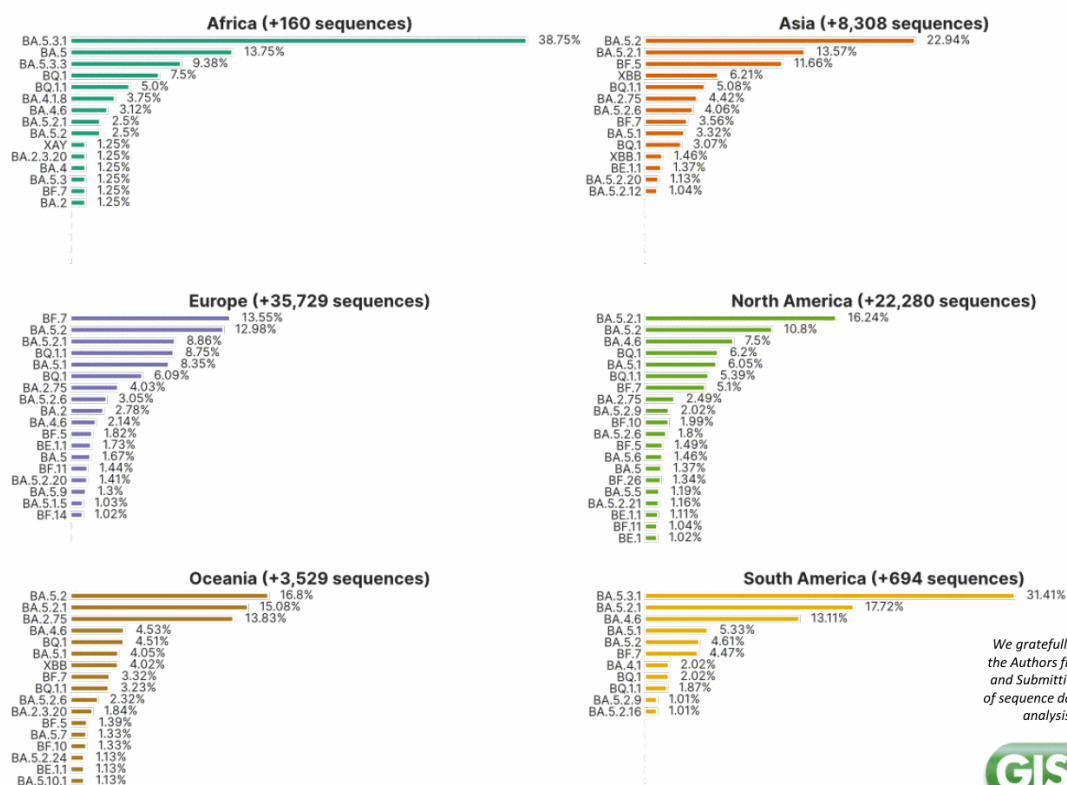 Africa (+160 sequences)
BA.5.3.1 38.75%
BA.5 13.75%
BA.5.3.3 9.38%
BQ.1 7.5%
BQ.1.1 5.0%
BA.4.1.8 3.75%
BA.4.6 3.12%
BA.5.2.1 2.5%
BA.5.2 2.5%
XAY 1.25%
BA.2.3.20 1.25%
BA.4 1.25%
BA.5.3 1.25%
BF.7 1.25%
BA.2 1.25%
Asia (+8,308 sequences)
BA.5.2 22.94%
BA.5.2.1 13.57%
BF.5 11.66%
XBB 6.21%
BQ.1.1 5.08%
BA.2.75 4.42%
BA.5.2.6 4.06%
BF.7 3.56%
BA.5.1 3.32%
BQ.1 3.07%
XBB.1 1.46%
BE.1.1 1.37%
BA.5.2.20 1.13%
BA.5.2.12 1.04%
Europe (+35,729 sequences)
BF.7 13.55%
BA.5.2 12.98%
BA.5.2.1 8.86%
BQ.1.1 8.75%
BA.5.1 8.35%
BQ.1 6.09%
BA.2.75 4.03%
BA.5.2.6 3.05%
BA.2 2.78%
BA.4.6 2.14%
BF.5 1.82%
BE.1.1 1.73%
BA.5 1.67%
BF.11 1.44%
BA.5.2.20 1.41%
BA.5.9 1.3%
BA.5.1.5 1.03%
BF.14 1.02%
North America (+22,280 sequences)
BA.5.2.1 16.24%
BA.5.2 10.8%
BA.4.6 7.5%
BQ.1 6.2%
BA.5.1 6.05%
BQ.1.1 5.39%
BF.7 5.1%
BA.2.75 2.49%
BA.5.2.9 2.02%
BF.10 1.99%
BA.5.2.6 1.8%
BF.5 1.49%
BA.5.6 1.46%
BA.5 1.37%
BF.26 1.34%
BA.5.5 1.19%
BA.5.2.21 1.16%
BE.1.1 1.11%
BF.11 1.04%
BE.1 1.02%
Oceania (+3,529 sequences)
BA.5.2 16.8%
BA.5.2.1 15.08%
BA.2.75 13.83%
BA.4.6 4.53%
BQ.1 4.51%
BA.5.1 4.05%
XBB 4.02%
BF.7 3.32%
BQ.1.1 3.23%
BA.5.2.6 2.32%
BA.2.3.20 1.84%
BF.5 1.39%
BA.5.7 1.33%
BF.10 1.33%
BA.5.2.24 1.13%
BE.1.1 1.13%
BA.5.10.1 1.13%
South America (+694 sequences)
BA.5.3.1 31.41%
BA.5.2.1 17.72%
BA.4.6 13.11%
BA.5.1 5.33%
BA.5.2 4.61%
BF.7 4.47%
BA.4.1 2.02%
BQ.1 2.02%
BQ.1.1 1.87%
BA.5.2.9 1.01%
BA.5.2.16 1.01%
We gratefull
the Authors f
and Submitti
of sequence da
analysis
GIS